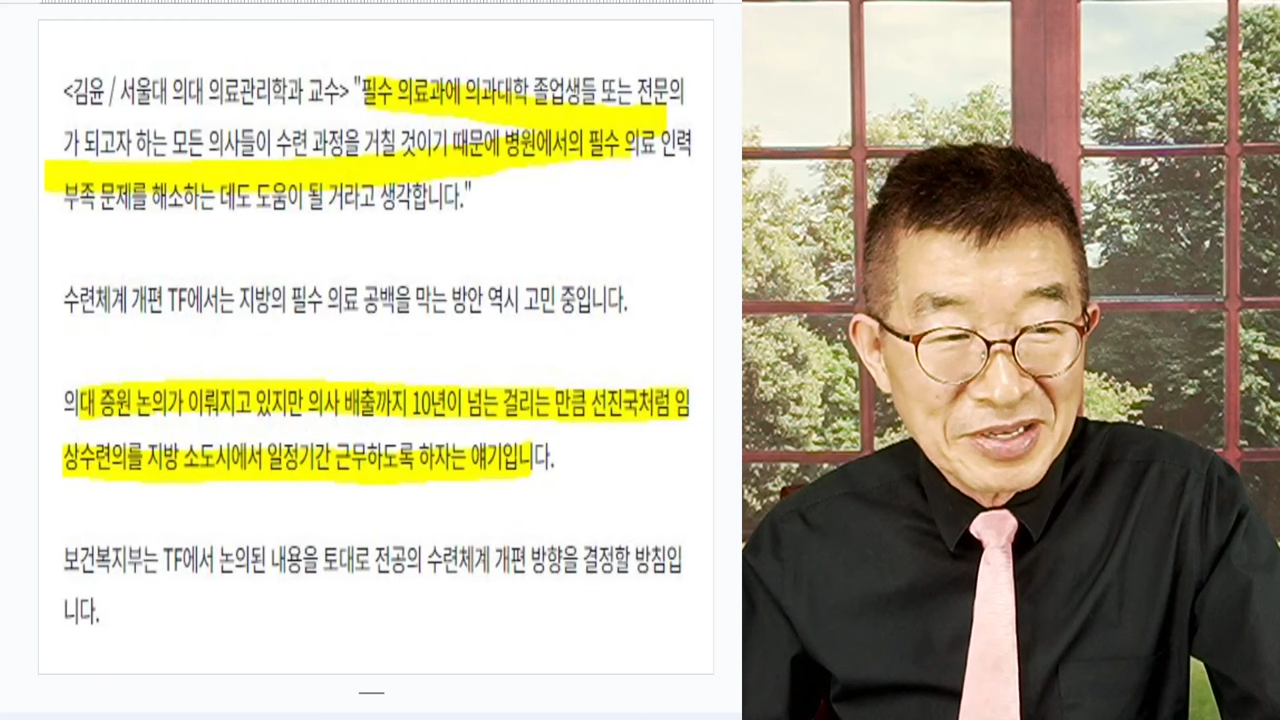 <김윤 / 서울대 의대 의료관리학과 교수> "필수 의료과에 의과대학 졸업생들 또는 전문의
가 되고자 하는 모든 의사들이 수련 과정을 거칠 것이기 때문에 병원에서의 필수 의료 인력
부족 문제를 해소하는 데도 도움이 될 거라고 생각합니다."
수련체계 개편 TF에서는 지방의 필수 의료 공백을 막는 방안 역시 고민 중입니다.
의대 증원 논의가 이뤄지고 있지만 의사 배출까지 10년이 넘는 걸리는 만큼 선진국처럼 임
상수련의를 지방 소도시에서 일정기간 근무하도록 하자는 얘기입니다.
보건복지부는 TF에서 논의된 내용을 토대로 전공의 수련체계 개편 방향을 결정할 방침입
니다.